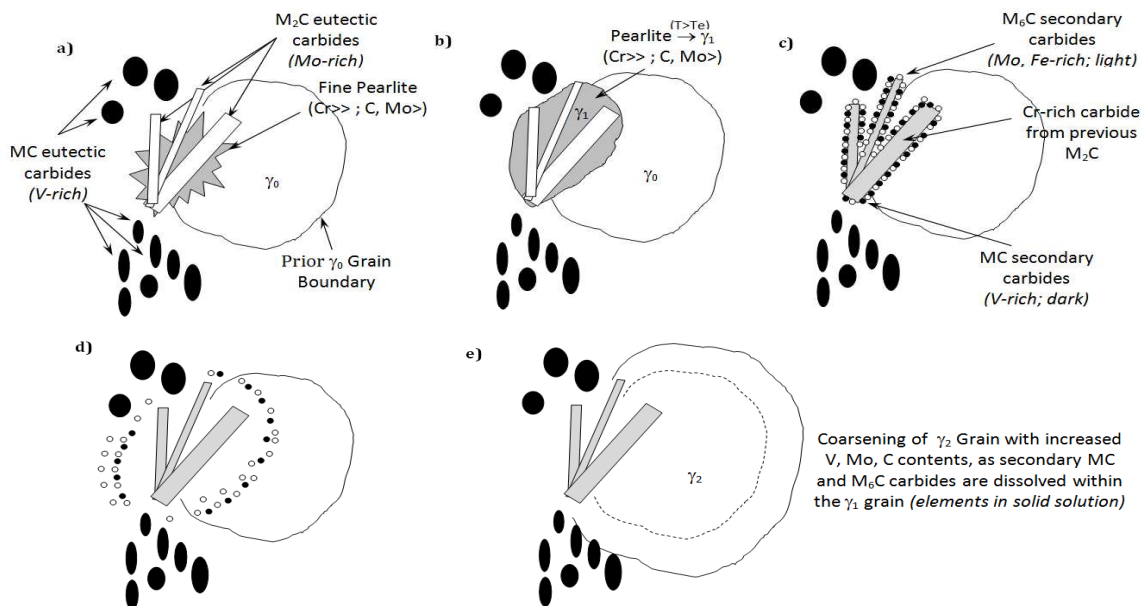 a)
M₂C eutectic
carbides
(Mo-rich)
Fine Pearlite
(Cr>> ; C, Mo>)
MC eutectic
carbides
(V-rich)
γ₀
Prior γ₀ Grain
Boundary
b)
(T>Te)
Pearlite → γ₁
(Cr>> ; C, Mo>)
γ₁
γ₀
c)
M₆C secondary
carbides
(Mo, Fe-rich; light)
Cr-rich carbide
from previous
M₂C
MC secondary
carbides
(V-rich; dark)
d)
e)
γ₂
Coarsening of γ₂ Grain with increased
V, Mo, C contents, as secondary MC
and M₆C carbides are dissolved within
the γ₁ grain (elements in solid solution)